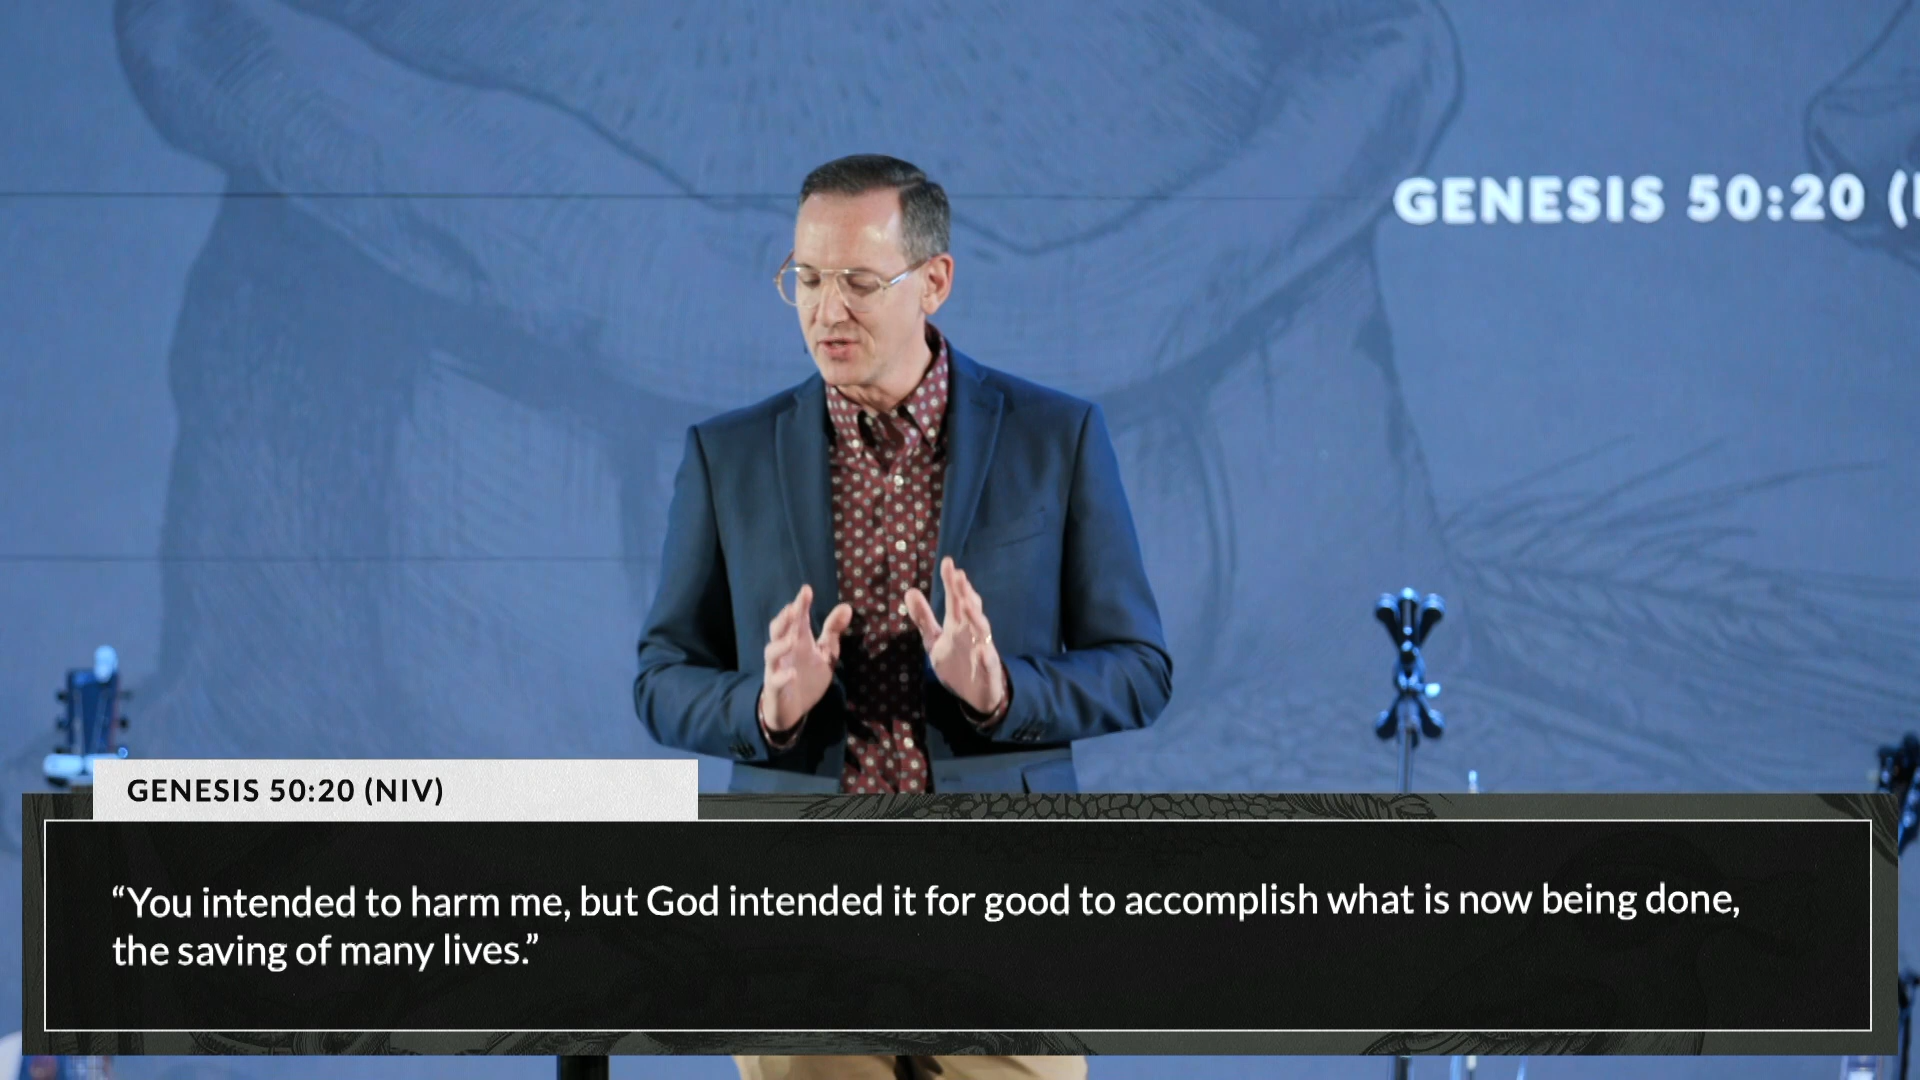 GENESIS 50:20 (
GENESIS 50:20 (NIV)
“You intended to harm me, but God intended it for good to accomplish what is now being done,
the saving of many lives.”